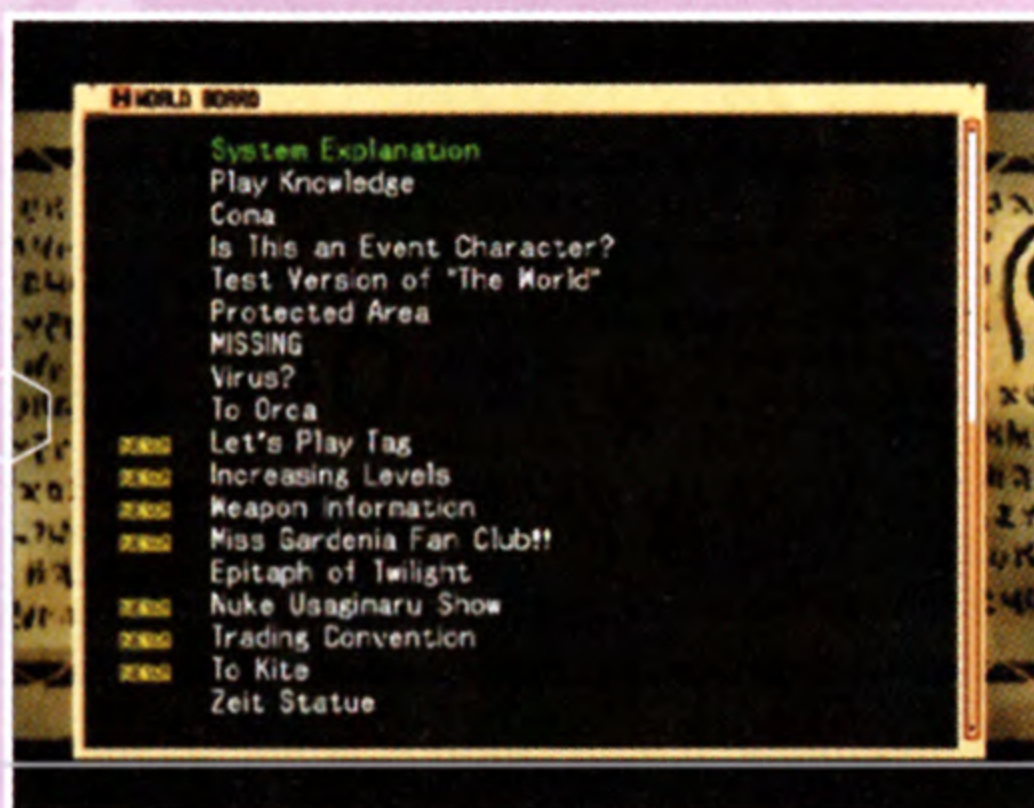 WORLD BOARD
System Explanation
Play Knowledge
Coma
Is This an Event Character?
Test Version of "The World"
Protected Area
MISSING
Virus?
To Orca
Let's Play Tag
Increasing Levels
Weapon Information
Miss Gardenia Fan Club!!
Epitaph of Twilight
Nuke Usagimaru Show
Trading Convention
To Kite
Zeit Statue